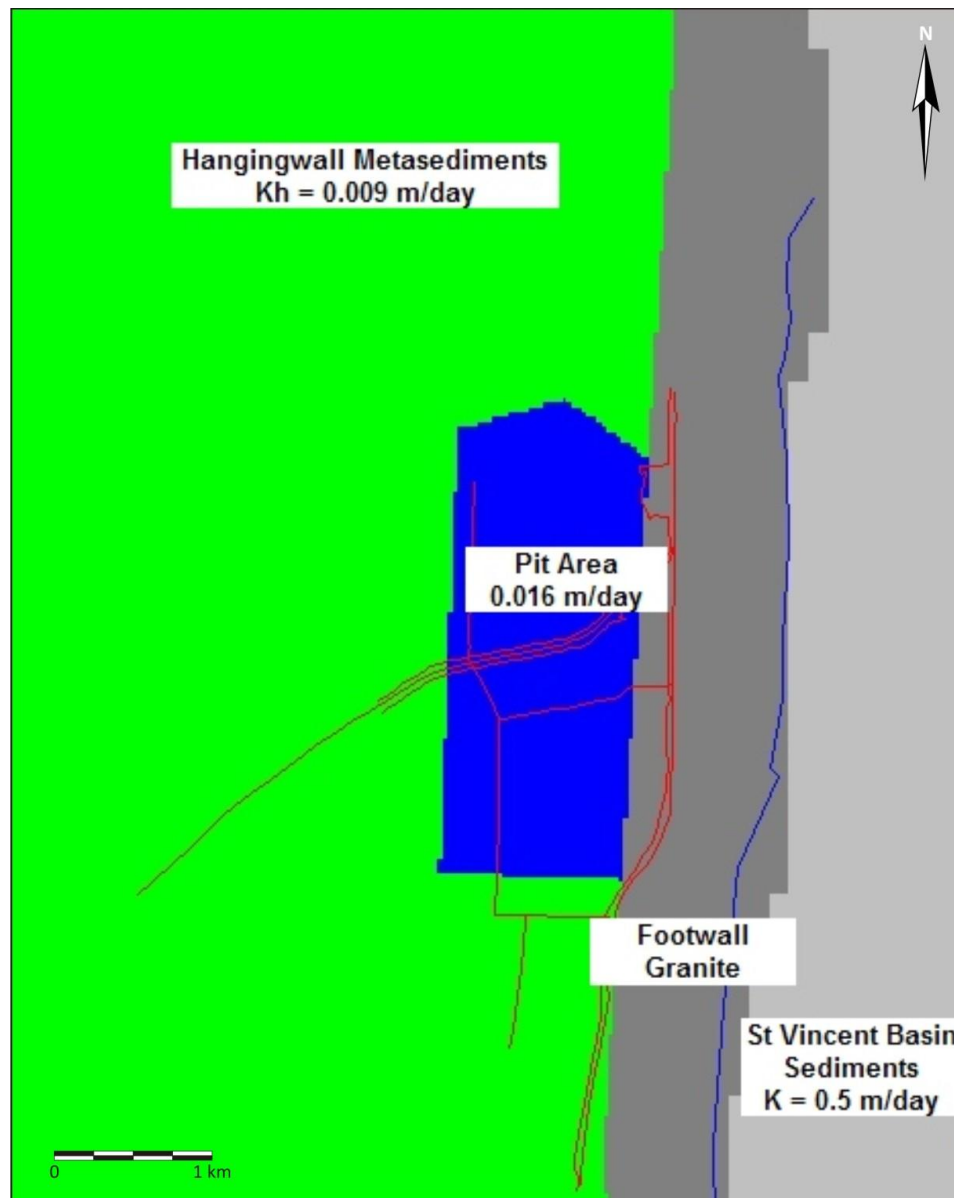 N
Hangingwall Metasediments
Kh = 0.009 m/day
Pit Area
0.016 m/day
Footwall
Granite
St Vincent Basin
Sediments
K = 0.5 m/day
0 1 km